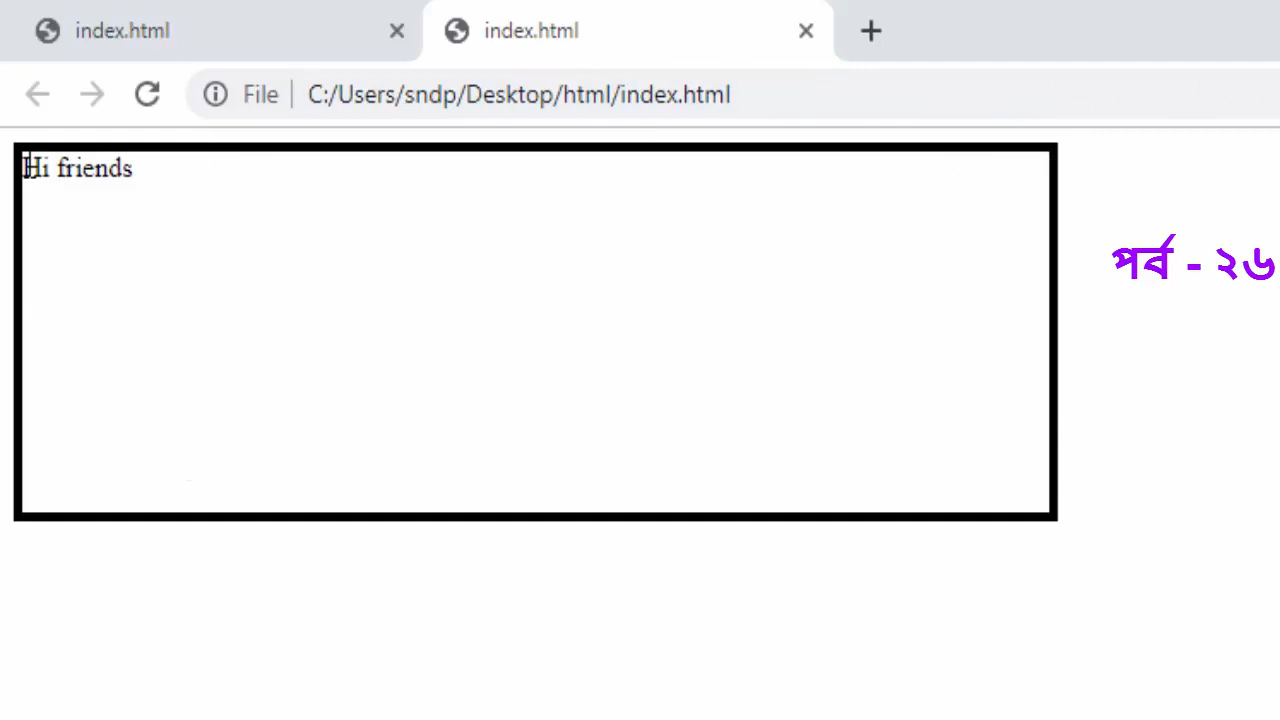 index.html
index.html
File C:/Users/sndp/Desktop/html/index.html
Hi friends
পর্ব - ২৬